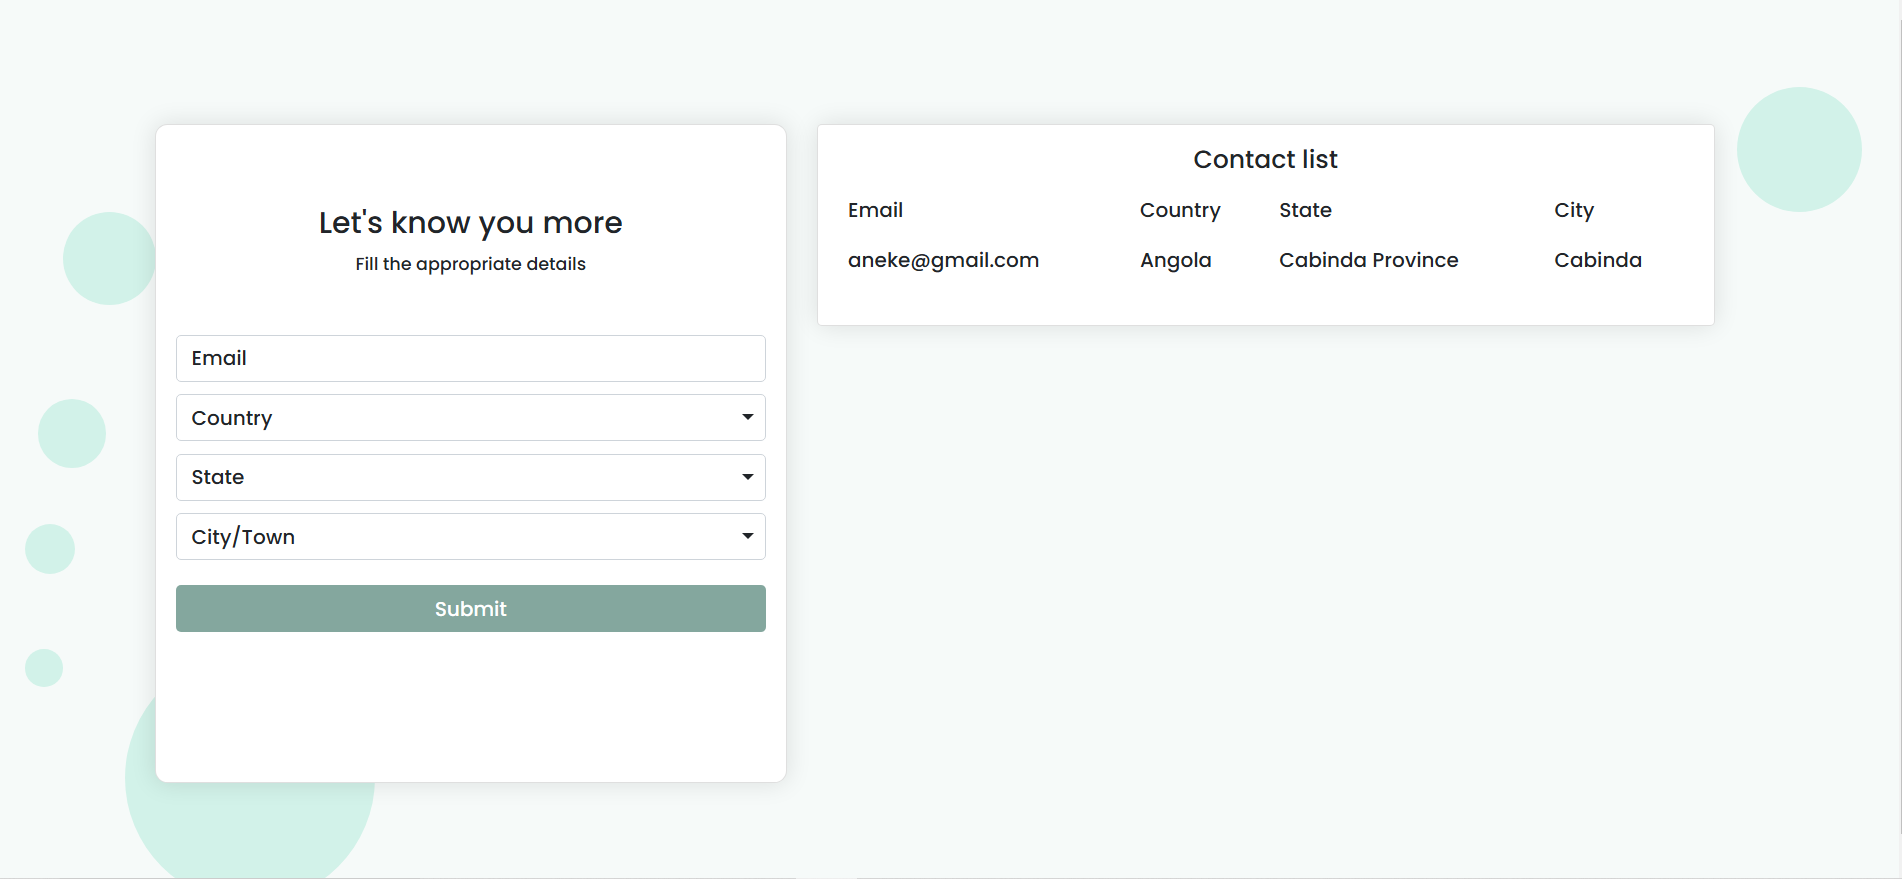 Let's know you more
Fill the appropriate details
Email
Country
State
City/Town
Submit
Contact list
Email Country State City
aneke@gmail.com Angola Cabinda Province Cabinda